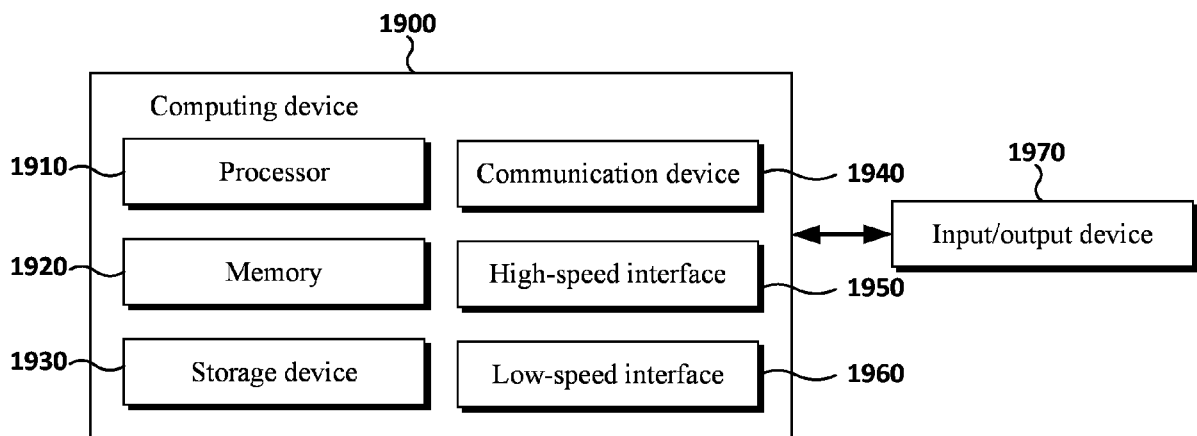 1900
Computing device
1910
Processor
Communication device
1940
1970
Input/output device
1920
Memory
High-speed interface
1950
1930
Storage device
Low-speed interface
1960